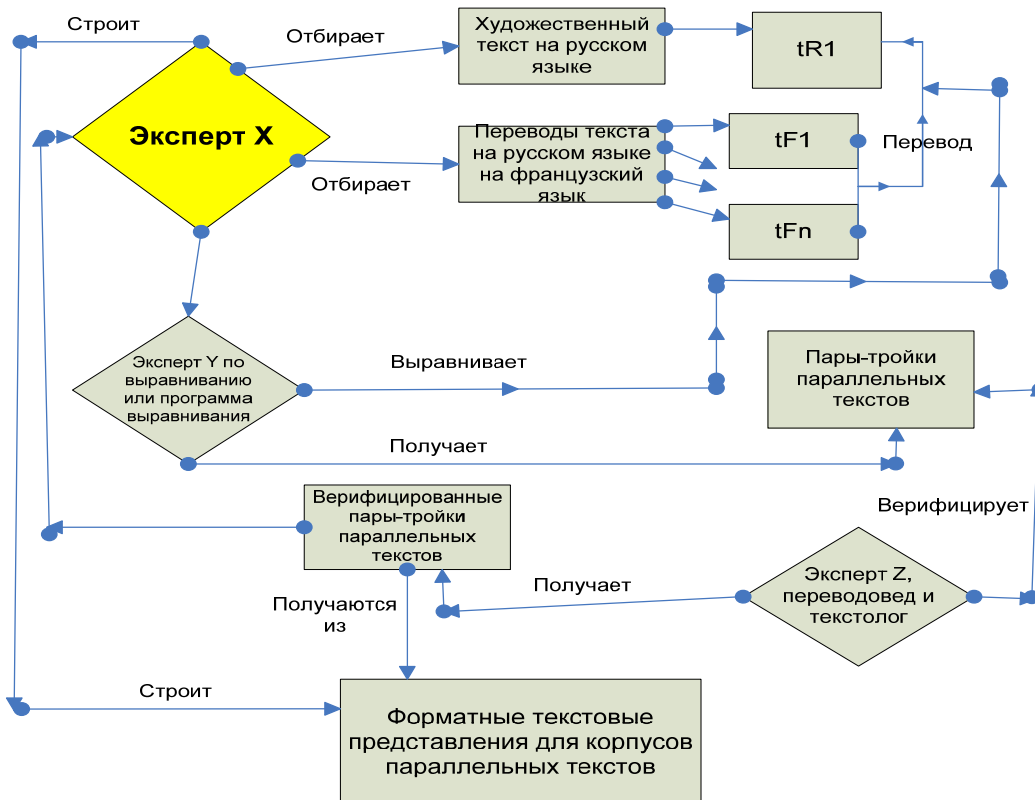 Строит
Отбирает
Художественный
текст на русском
языке
tR1
Эксперт X
Отбирает
Переводы текста
на русском языке
на французский
язык
tF1
Перевод
tFn
Эксперт Y по
выравниванию
или программа
выравнивания
Выравнивает
Пары-тройки
параллельных
текстов
Получает
Верифицированные
пары-тройки
параллельных
текстов
Верифицирует
Получает
Эксперт Z,
переводовед и
текстолог
Получаются
из
Строит
Форматные текстовые
представления для корпусов
параллельных текстов